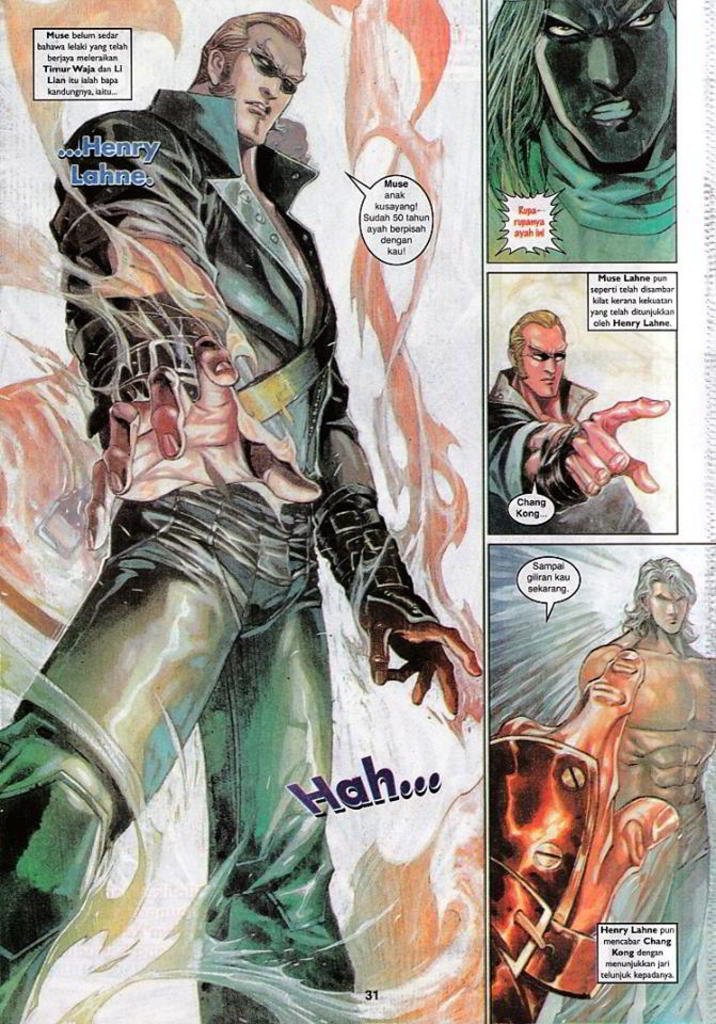 Muse belum sedar
bahawa lelaki yang telah
berjaya meleraikan
Timur Waja dan Li
Lian itu ialah bapa
kandungnya, iaitu...
...Henry
Lahne.
Muse
anak
kusayang!
Sudah 50 tahun
ayah berpisah
dengan
kau!
Hah...
Rupa-
rupanya
ayah ini
Muse Lahne pun
seperti telah disambar
kilat kerana kekuatan
yang telah ditunjukkan
oleh Henry Lahne.
Chang
Kong...
Sampai
giliran kau
sekarang.
Henry Lahne pun
mencabar Chang
Kong dengan
menunjukkan jari
telunjuk kepadanya.
31